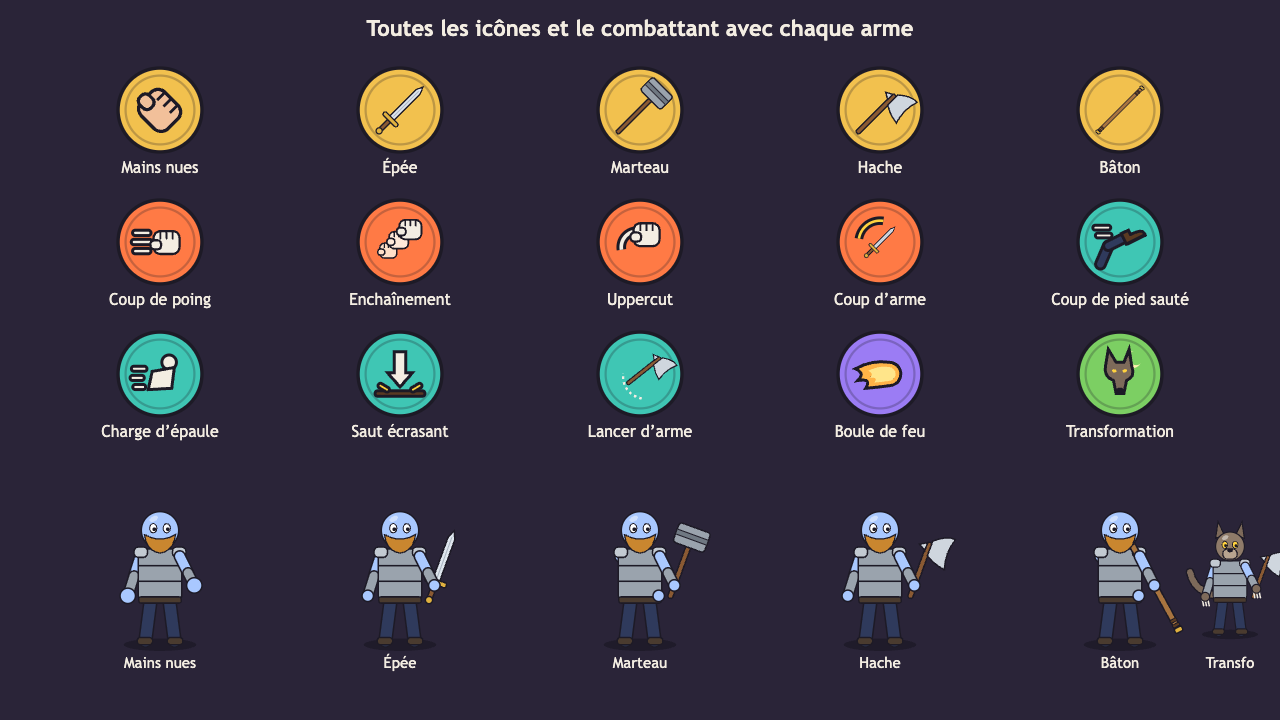 Toutes les icônes et le combattant avec chaque arme
Mains nues
Épée
Marteau
Hache
Bâton
Coup de poing
Enchaînement
Uppercut
Coup d’arme
Coup de pied sauté
Charge d’épaule
Saut écrasant
Lancer d’arme
Boule de feu
Transformation
Mains nues
Épée
Marteau
Hache
Bâton
Transfo